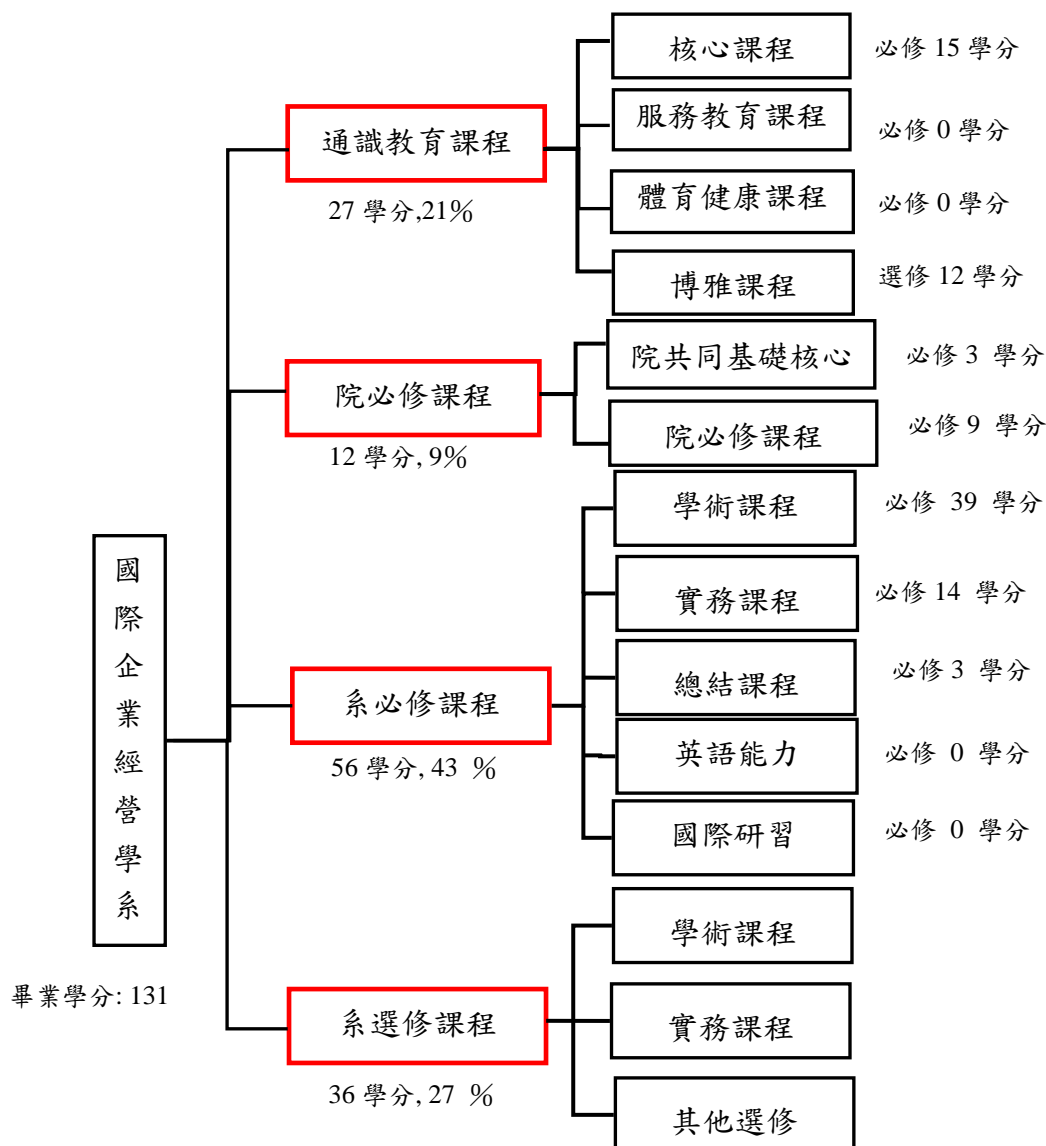 國際企業經營學系
畢業學分: 131
通識教育課程
27 學分,21%
核心課程 必修 15 學分
服務教育課程 必修 0 學分
體育健康課程 必修 0 學分
博雅課程 選修 12 學分
院必修課程
12 學分, 9%
院共同基礎核心 必修 3 學分
院必修課程 必修 9 學分
系必修課程
56 學分, 43 %
學術課程 必修 39 學分
實務課程 必修 14 學分
總結課程 必修 3 學分
英語能力 必修 0 學分
國際研習 必修 0 學分
系選修課程
36 學分, 27 %
學術課程
實務課程
其他選修